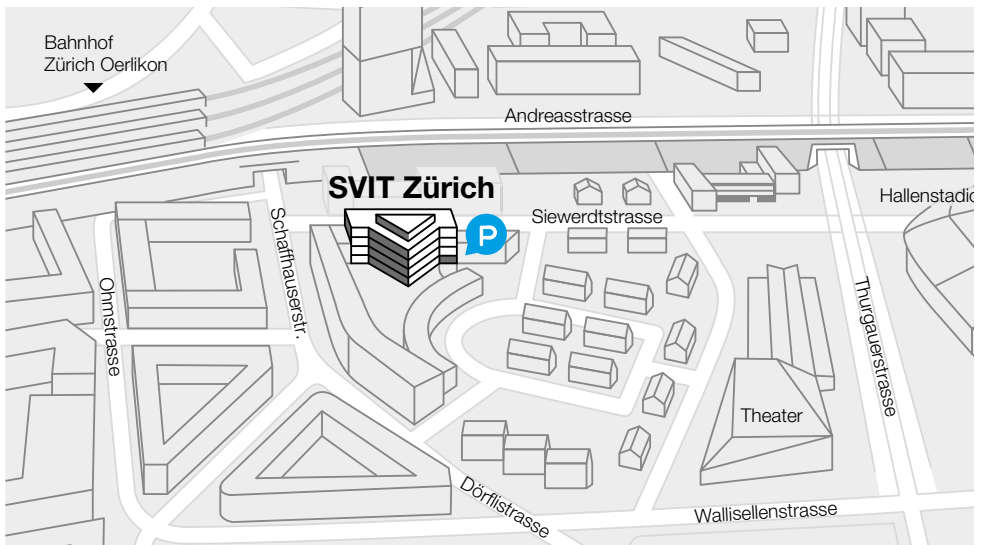 Bahnhof
Zürich Oerlikon
Andreasstrasse
SVIT Zürich
P
Siewerdtstrasse
Hallenstadio
Schaffhauserstr.
Ohmstrasse
Thurgauerstrasse
Theater
Dörflistrasse
Wallisellenstrasse